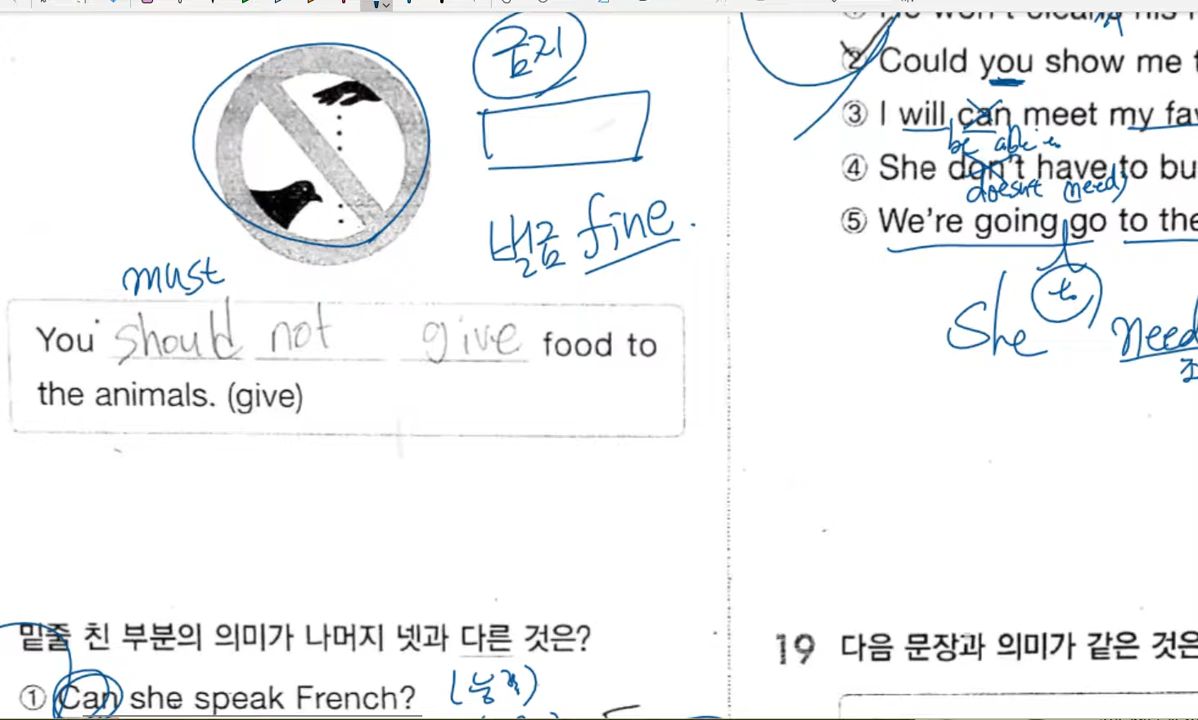 금지
벌금 fine.
must
You should not give food to
the animals. (give)
밑줄 친 부분의 의미가 나머지 넷과 다른 것은?
① Can she speak French? (능력)
② Could you show me
③ I will can meet my fav
be able to
④ She don't have to bu
doesn't need
⑤ We're going go to the
to
She need
19 다음 문장과 의미가 같은 것은